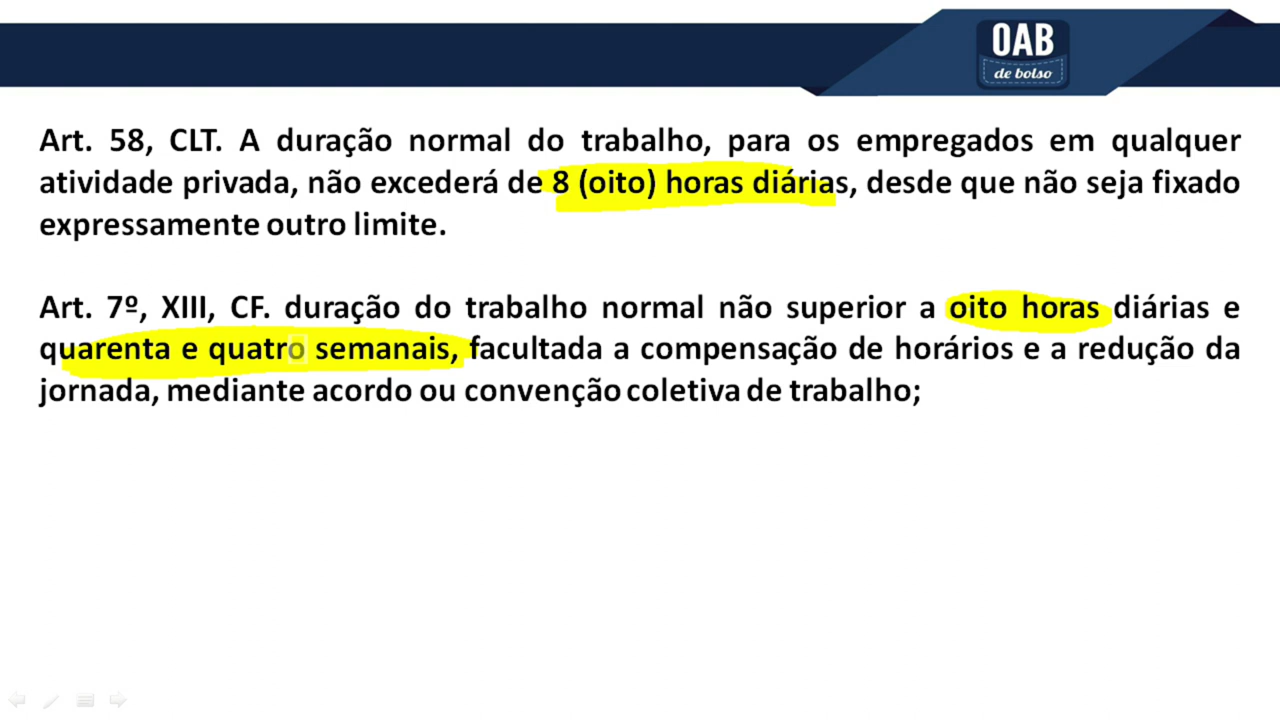 OAB
de bolso
Art. 58, CLT. A duração normal do trabalho, para os empregados em qualquer
atividade privada, não excederá de 8 (oito) horas diárias, desde que não seja fixado
expressamente outro limite.
Art. 7º, XIII, CF. duração do trabalho normal não superior a oito horas diárias e
quarenta e quatro semanais, facultada a compensação de horários e a redução da
jornada, mediante acordo ou convenção coletiva de trabalho;